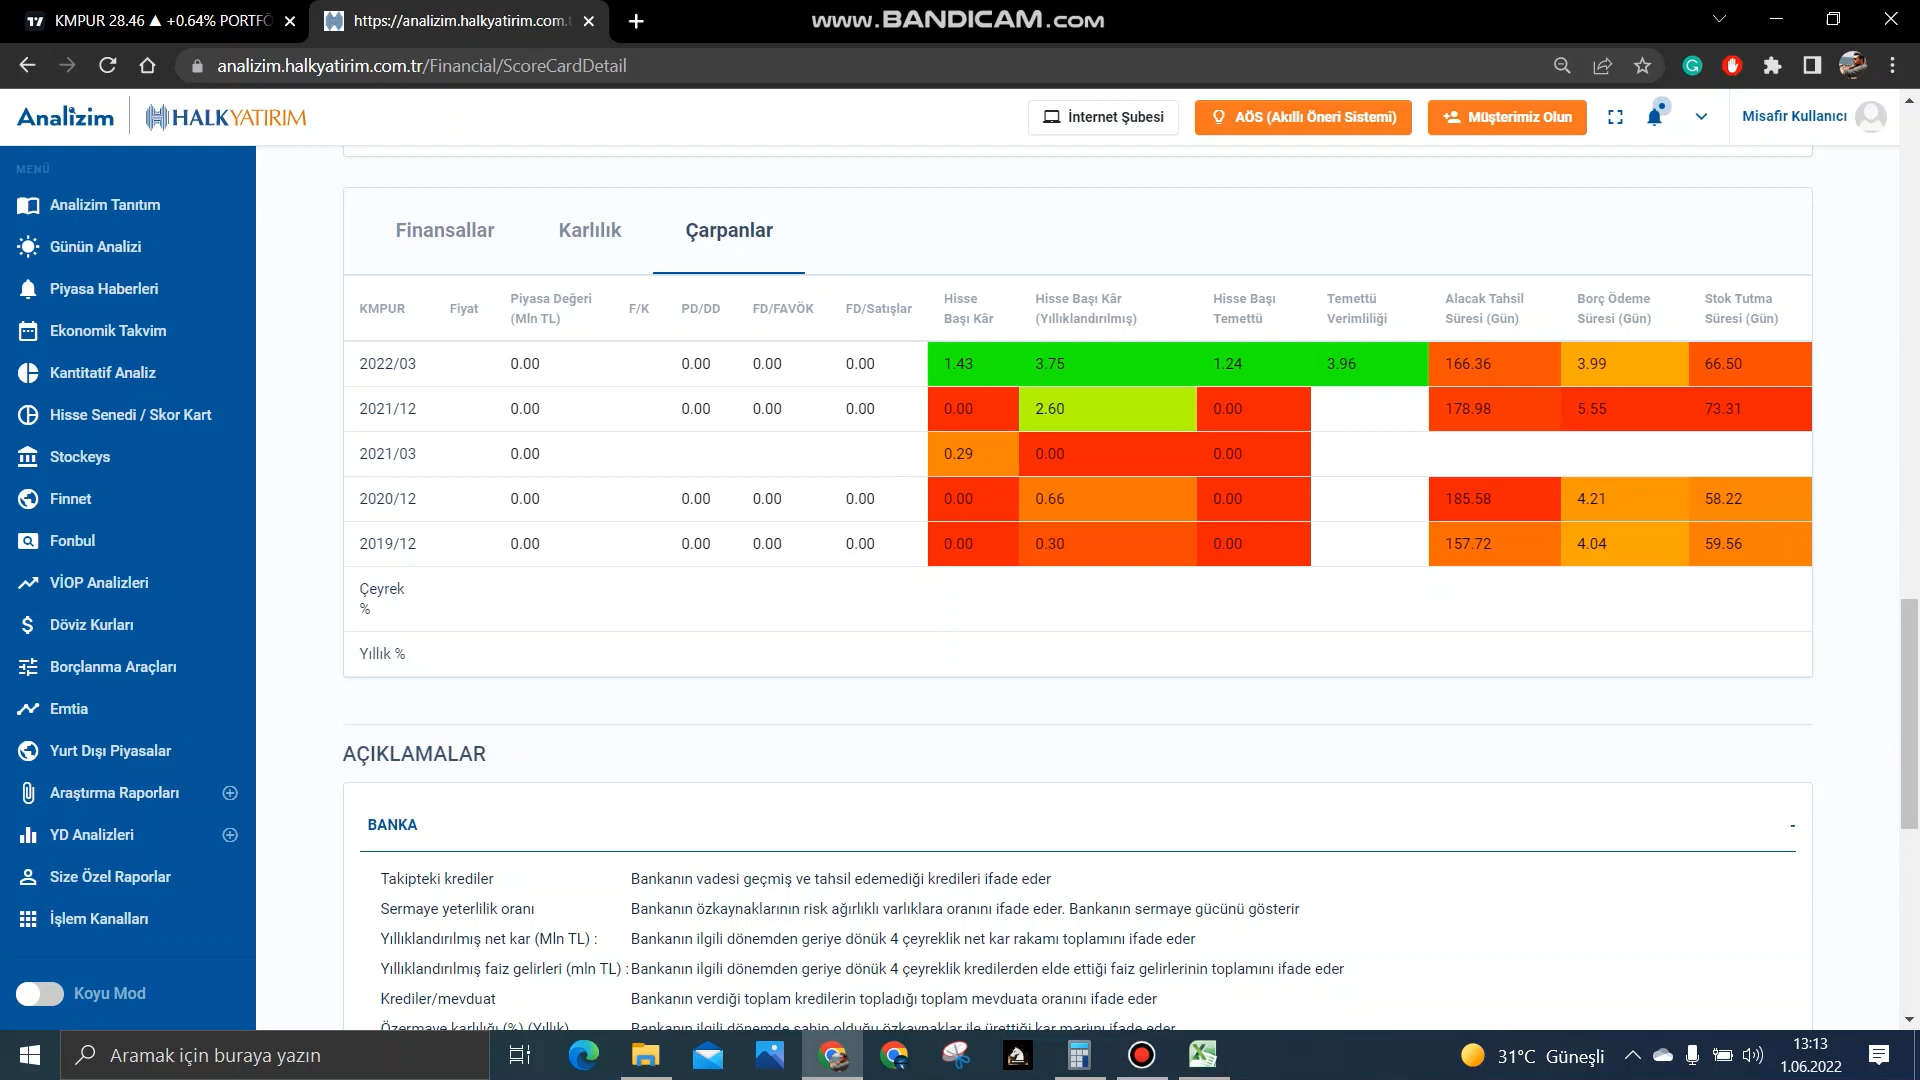 KMPUR 28.46 ▲ +0.64% PORTFÖ
https://analizim.halkyatirim.com.t
www.BANDICAM.com
analizim.halkyatirim.com.tr/Financial/ScoreCardDetail
Analizim
HALKYATIRIM
İnternet Şubesi
AÖS (Akıllı Öneri Sistemi)
Müşterimiz Olun
Misafir Kullanıcı
MENÜ
Analizim Tanıtım
Günün Analizi
Piyasa Haberleri
Ekonomik Takvim
Kantitatif Analiz
Hisse Senedi / Skor Kart
Stockeys
Finnet
Fonbul
VİOP Analizleri
Döviz Kurları
Borçlanma Araçları
Emtia
Yurt Dışı Piyasalar
Araştırma Raporları
YD Analizleri
Size Özel Raporlar
İşlem Kanalları
Koyu Mod
Finansallar Karlılık Çarpanlar
KMPUR Fiyat Piyasa Değeri (Mln TL) F/K PD/DD FD/FAVÖK FD/Satışlar Hisse Başı Kâr Hisse Başı Kâr (Yıllıklandırılmış) Hisse Başı Temettü Temettü Verimliliği Alacak Tahsil Süresi (Gün) Borç Ödeme Süresi (Gün) Stok Tutma Süresi (Gün)
2022/03 0.00 0.00 0.00 0.00 1.43 3.75 1.24 3.96 166.36 3.99 66.50
2021/12 0.00 0.00 0.00 0.00 0.00 2.60 0.00 178.98 5.55 73.31
2021/03 0.00 0.29 0.00 0.00
2020/12 0.00 0.00 0.00 0.00 0.00 0.66 0.00 185.58 4.21 58.22
2019/12 0.00 0.00 0.00 0.00 0.00 0.30 0.00 157.72 4.04 59.56
Çeyrek
%
Yıllık %
AÇIKLAMALAR
BANKA -
Takipteki krediler Bankanın vadesi geçmiş ve tahsil edemediği kredileri ifade eder
Sermaye yeterlilik oranı Bankanın özkaynaklarının risk ağırlıklı varlıklara oranını ifade eder. Bankanın sermaye gücünü gösterir
Yıllıklandırılmış net kar (Mln TL) : Bankanın ilgili dönemden geriye dönük 4 çeyreklik net kar rakamı toplamını ifade eder
Yıllıklandırılmış faiz gelirleri (mln TL) : Bankanın ilgili dönemden geriye dönük 4 çeyreklik kredilerden elde ettiği faiz gelirlerinin toplamını ifade eder
Krediler/mevduat Bankanın verdiği toplam kredilerin topladığı toplam mevduata oranını ifade eder
Özermaye karlılığı (%) (Yıllık) Bankanın ilgili dönemde sahip olduğu özkaynaklar ile ürettiği kar marjını ifade eder
Aramak için buraya yazın
31°C Güneşli
13:13
1.06.2022